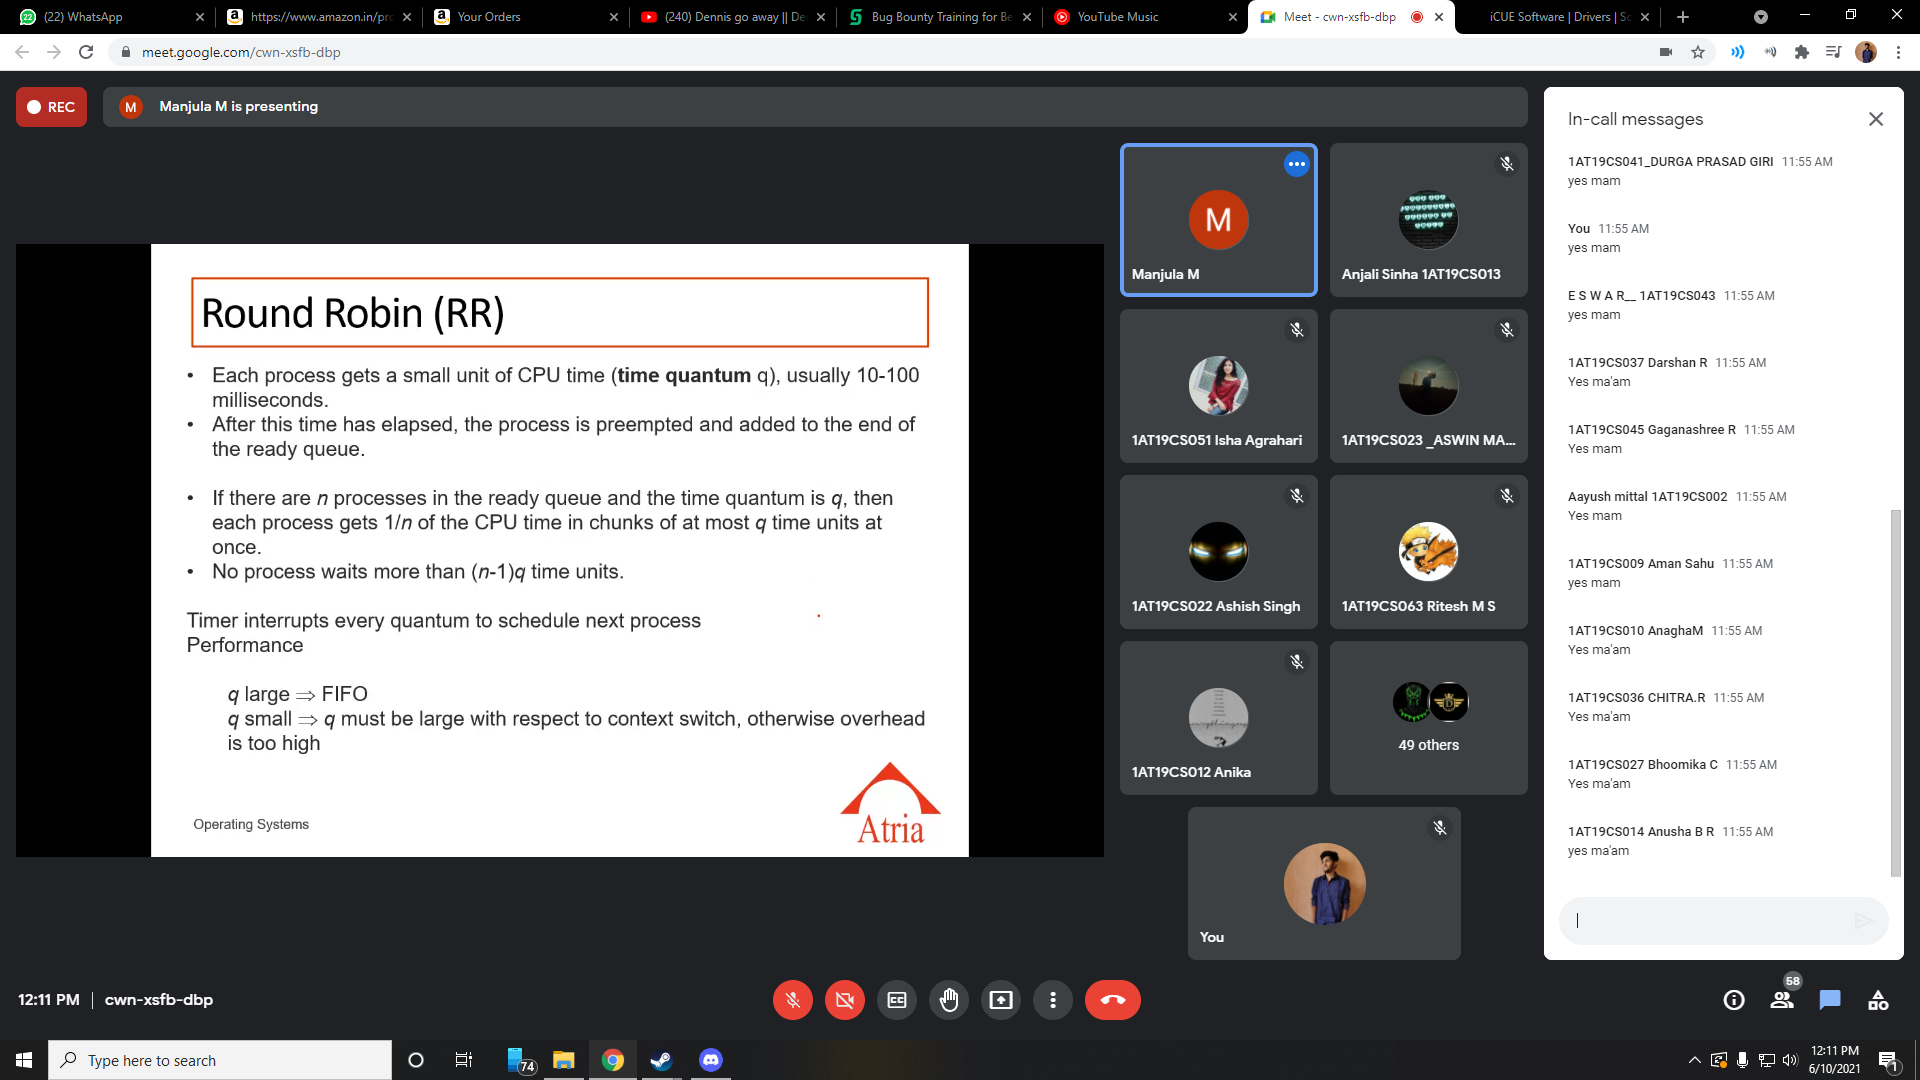 (22) WhatsApp
https://www.amazon.in/pro
Your Orders
(240) Dennis go away || De
Bug Bounty Training for Be
YouTube Music
Meet - cwn-xsfb-dbp
iCUE Software | Drivers | S
meet.google.com/cwn-xsfb-dbp
REC
M
Manjula M is presenting
Round Robin (RR)
• Each process gets a small unit of CPU time (time quantum q), usually 10-100
milliseconds.
• After this time has elapsed, the process is preempted and added to the end of
the ready queue.
• If there are n processes in the ready queue and the time quantum is q, then
each process gets 1/n of the CPU time in chunks of at most q time units at
once.
• No process waits more than (n-1)q time units.
Timer interrupts every quantum to schedule next process
Performance
q large ⇒ FIFO
q small ⇒ q must be large with respect to context switch, otherwise overhead
is too high
Operating Systems
Atria
M
Manjula M
Anjali Sinha 1AT19CS013
1AT19CS051 Isha Agrahari
1AT19CS023 _ASWIN MA...
1AT19CS022 Ashish Singh
1AT19CS063 Ritesh M S
1AT19CS012 Anika
49 others
You
In-call messages
1AT19CS041_DURGA PRASAD GIRI 11:55 AM
yes mam
You 11:55 AM
yes mam
E S W A R__ 1AT19CS043 11:55 AM
yes mam
1AT19CS037 Darshan R 11:55 AM
Yes ma'am
1AT19CS045 Gaganashree R 11:55 AM
Yes mam
Aayush mittal 1AT19CS002 11:55 AM
Yes mam
1AT19CS009 Aman Sahu 11:55 AM
yes mam
1AT19CS010 AnaghaM 11:55 AM
Yes ma'am
1AT19CS036 CHITRA.R 11:55 AM
Yes ma'am
1AT19CS027 Bhoomika C 11:55 AM
Yes ma'am
1AT19CS014 Anusha B R 11:55 AM
yes ma'am
12:11 PM | cwn-xsfb-dbp
58
Type here to search
74
12:11 PM
6/10/2021
1